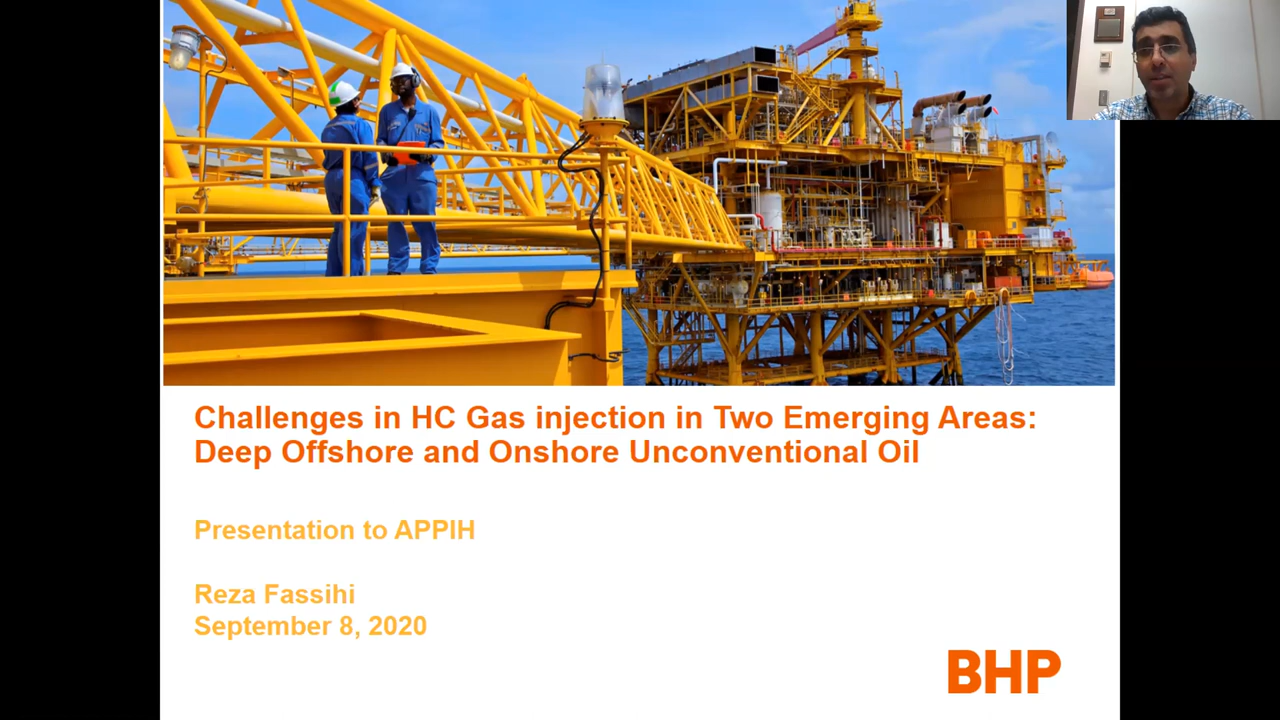 Challenges in HC Gas injection in Two Emerging Areas:
Deep Offshore and Onshore Unconventional Oil
Presentation to APPIH
Reza Fassihi
September 8, 2020
BHP